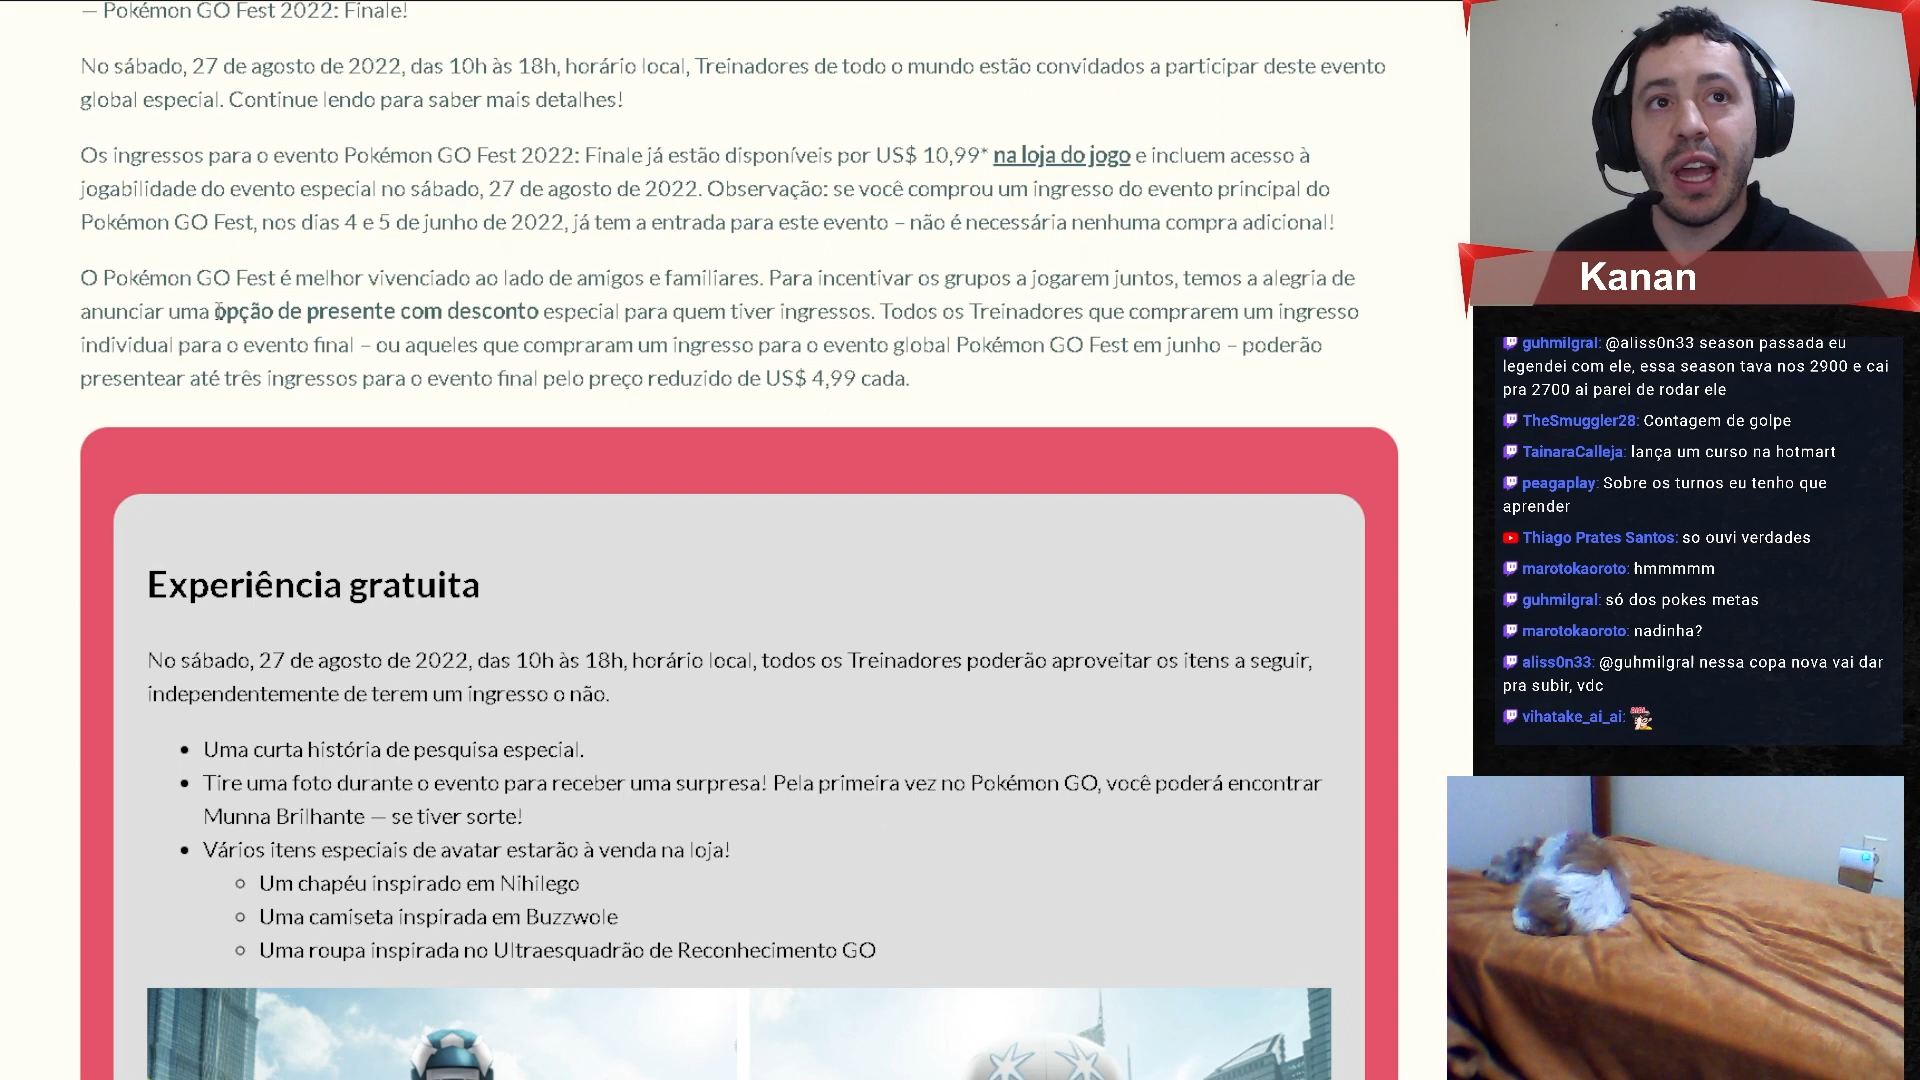 — Pokémon GO Fest 2022: Finale!
No sábado, 27 de agosto de 2022, das 10h às 18h, horário local, Treinadores de todo o mundo estão convidados a participar deste evento
global especial. Continue lendo para saber mais detalhes!
Os ingressos para o evento Pokémon GO Fest 2022: Finale já estão disponíveis por US$ 10,99* na loja do jogo e incluem acesso à
jogabilidade do evento especial no sábado, 27 de agosto de 2022. Observação: se você comprou um ingresso do evento principal do
Pokémon GO Fest, nos dias 4 e 5 de junho de 2022, já tem a entrada para este evento – não é necessária nenhuma compra adicional!
O Pokémon GO Fest é melhor vivenciado ao lado de amigos e familiares. Para incentivar os grupos a jogarem juntos, temos a alegria de
anunciar uma opção de presente com desconto especial para quem tiver ingressos. Todos os Treinadores que comprarem um ingresso
individual para o evento final – ou aqueles que compraram um ingresso para o evento global Pokémon GO Fest em junho – poderão
presentear até três ingressos para o evento final pelo preço reduzido de US$ 4,99 cada.
Experiência gratuita
No sábado, 27 de agosto de 2022, das 10h às 18h, horário local, todos os Treinadores poderão aproveitar os itens a seguir,
independentemente de terem um ingresso o não.
• Uma curta história de pesquisa especial.
• Tire uma foto durante o evento para receber uma surpresa! Pela primeira vez no Pokémon GO, você poderá encontrar
Munna Brilhante — se tiver sorte!
• Vários itens especiais de avatar estarão à venda na loja!
◦ Um chapéu inspirado em Nihilego
◦ Uma camiseta inspirada em Buzzwole
◦ Uma roupa inspirada no Ultraesquadrão de Reconhecimento GO
Kanan
guhmilgral: @aliss0n33 season passada eu
legendei com ele, essa season tava nos 2900 e cai
pra 2700 ai parei de rodar ele
TheSmuggler28: Contagem de golpe
TainaraCalleja: lança um curso na hotmart
peagaplay: Sobre os turnos eu tenho que
aprender
Thiago Prates Santos: so ouvi verdades
marotokaoroto: hmmmmm
guhmilgral: só dos pokes metas
marotokaoroto: nadinha?
aliss0n33: @guhmilgral nessa copa nova vai dar
pra subir, vdc
vihatake_ai_ai: